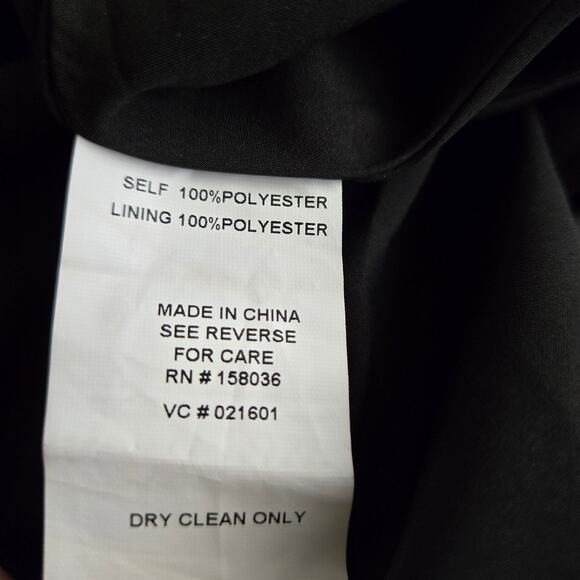 SELF 100%POLYESTER
LINING 100%POLYESTER
MADE IN CHINA
SEE REVERSE
FOR CARE
RN # 158036
VC # 021601
DRY CLEAN ONLY